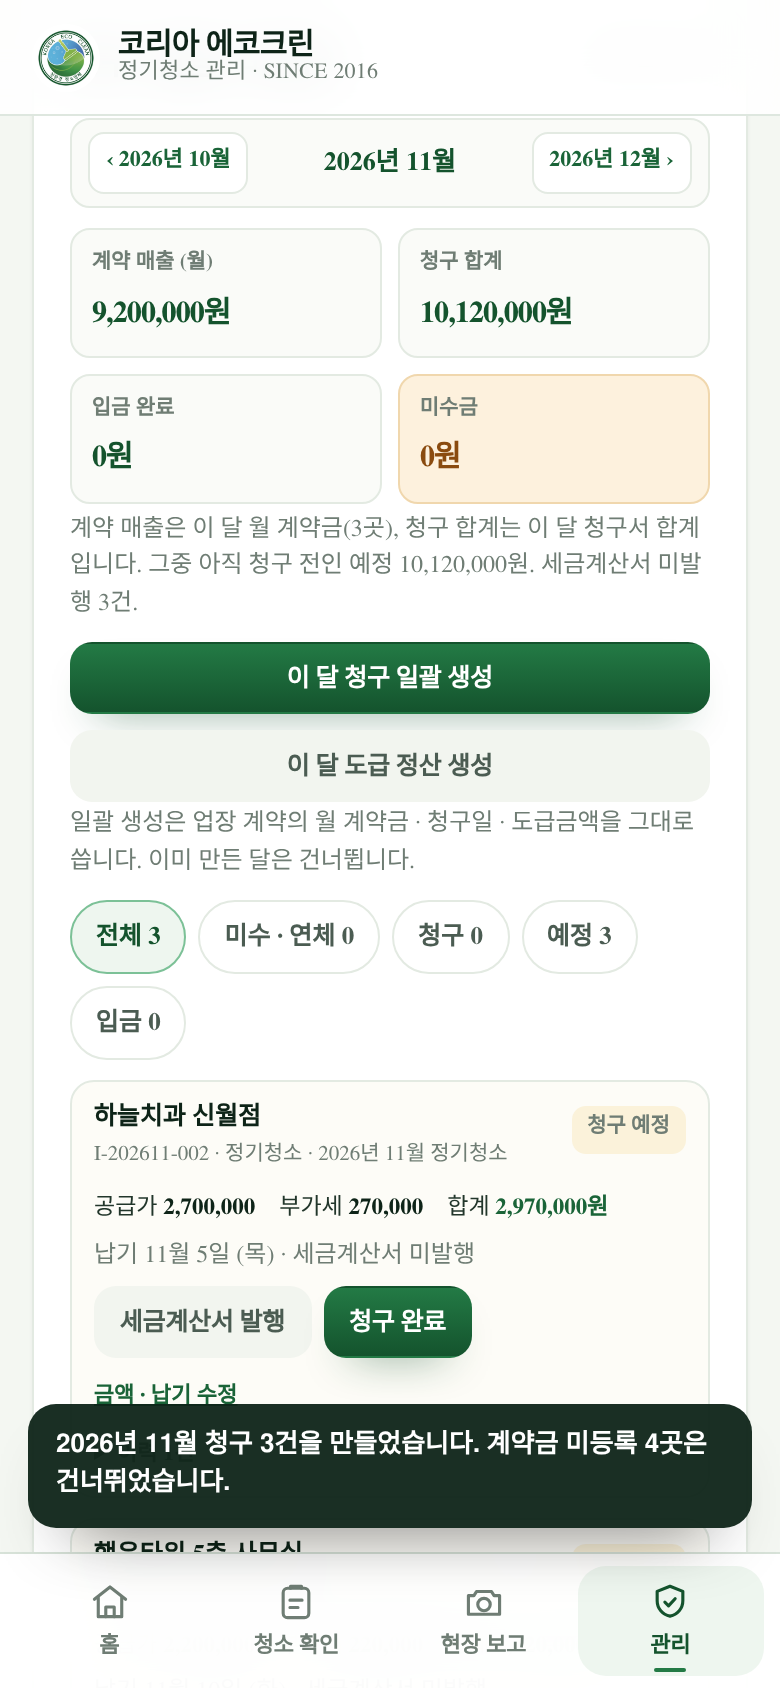 코리아 에코크린
정기청소 관리 · SINCE 2016
‹ 2026년 10월
2026년 11월
2026년 12월 ›
계약 매출 (월)
9,200,000원
청구 합계
10,120,000원
입금 완료
0원
미수금
0원
계약 매출은 이 달 월 계약금(3곳), 청구 합계는 이 달 청구서 합계
입니다. 그중 아직 청구 전인 예정 10,120,000원. 세금계산서 미발
행 3건.
이 달 청구 일괄 생성
이 달 도급 정산 생성
일괄 생성은 업장 계약의 월 계약금 · 청구일 · 도급금액을 그대로
씁니다. 이미 만든 달은 건너뜁니다.
전체 3
미수 · 연체 0
청구 0
예정 3
입금 0
하늘치과 신월점
청구 예정
I-202611-002 · 정기청소 · 2026년 11월 정기청소
공급가 2,700,000 부가세 270,000 합계 2,970,000원
납기 11월 5일 (목) · 세금계산서 미발행
세금계산서 발행
청구 완료
금액 · 납기 수정
2026년 11월 청구 3건을 만들었습니다. 계약금 미등록 4곳은
건너뛰었습니다.
홈
청소 확인
현장 보고
관리